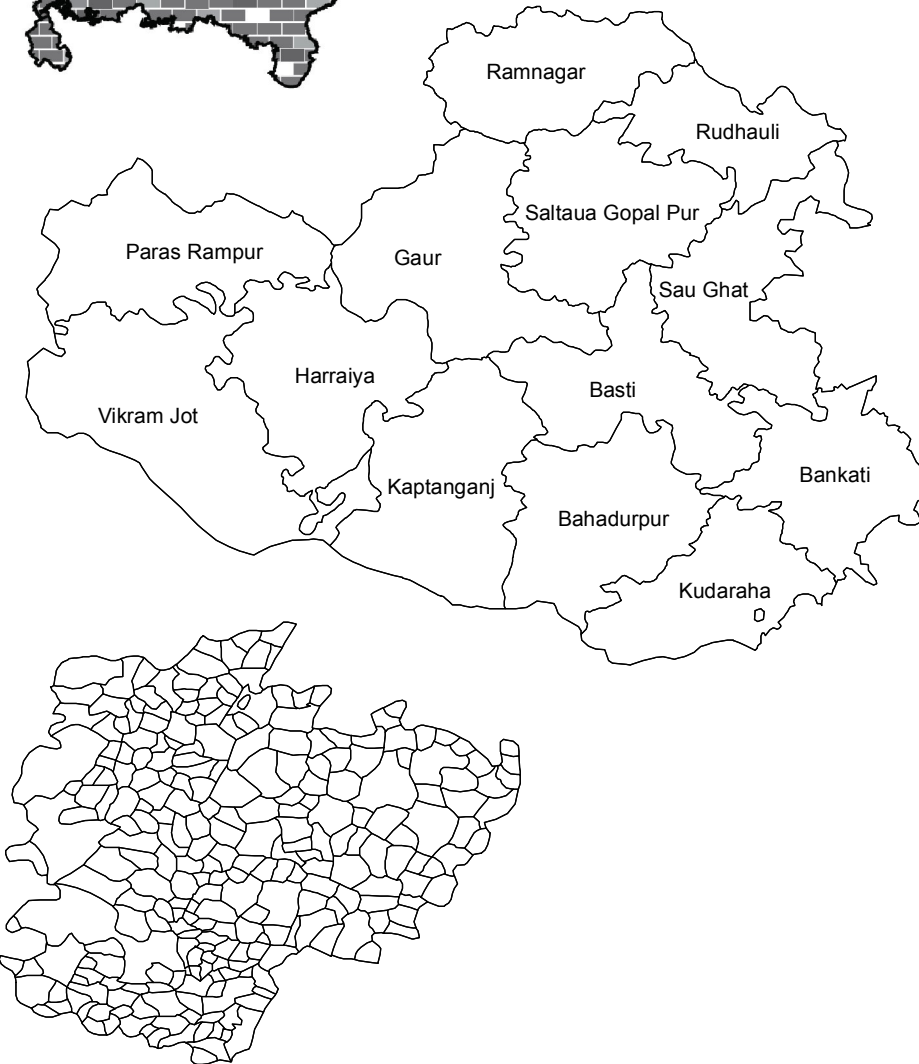 Ramnagar
Rudhauli
Saltaua Gopal Pur
Paras Rampur
Gaur
Sau Ghat
Harraiya
Basti
Vikram Jot
Bankati
Kaptanganj
Bahadurpur
Kudaraha